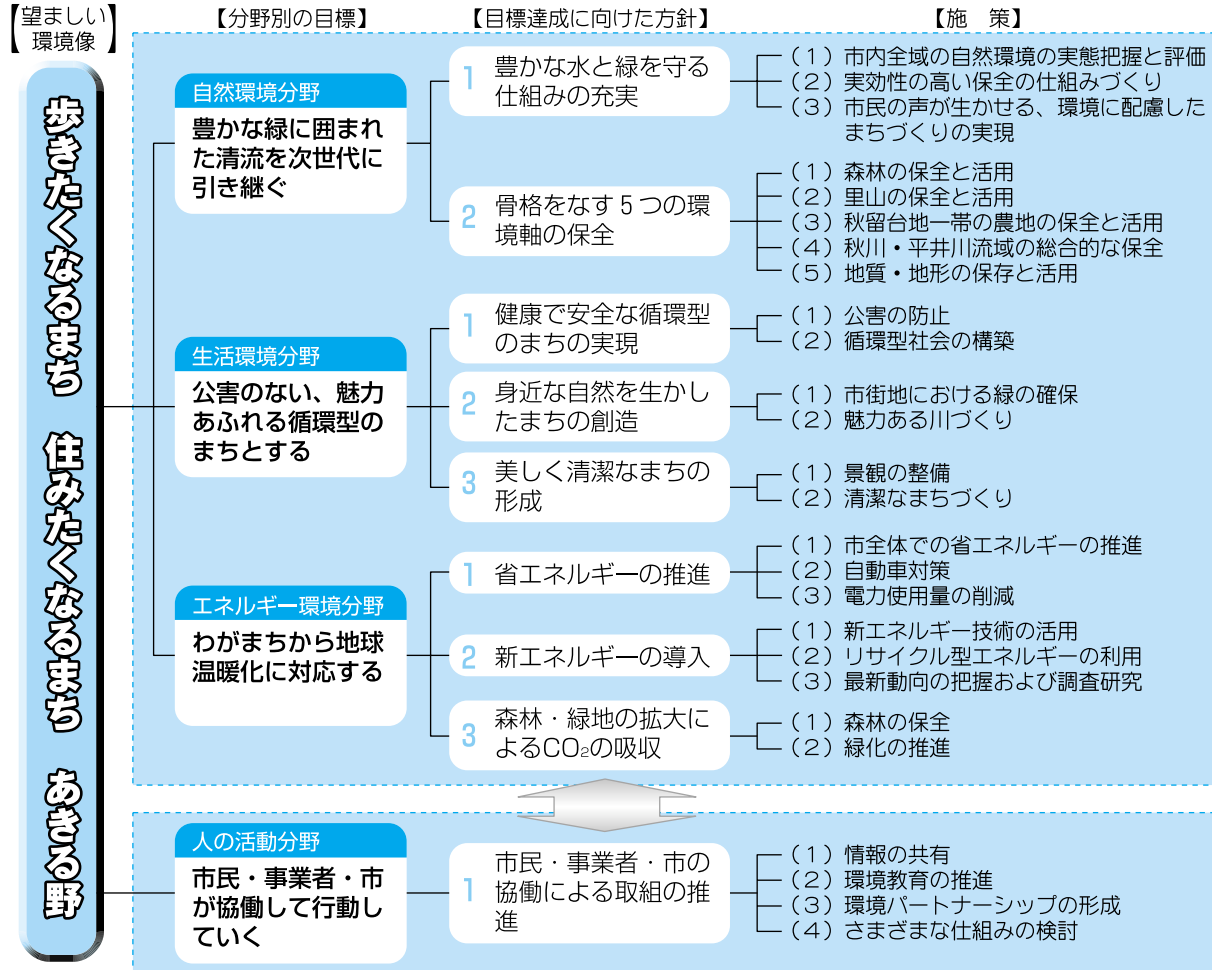 【望ましい環境像】
【分野別の目標】
【目標達成に向けた方針】
【施　策】
歩きたくなるまち　住みたくなるまち　あきる野
自然環境分野
豊かな緑に囲まれ
た清流を次世代に
引き継ぐ
1 豊かな水と緑を守る
仕組みの充実
（1）市内全域の自然環境の実態把握と評価
（2）実効性の高い保全の仕組みづくり
（3）市民の声が生かせる、環境に配慮した
まちづくりの実現
2 骨格をなす5つの環
境軸の保全
（1）森林の保全と活用
（2）里山の保全と活用
（3）秋留台地一帯の農地の保全と活用
（4）秋川・平井川流域の総合的な保全
（5）地質・地形の保存と活用
生活環境分野
公害のない、魅力
あふれる循環型の
まちとする
1 健康で安全な循環型
のまちの実現
（1）公害の防止
（2）循環型社会の構築
2 身近な自然を生かし
たまちの創造
（1）市街地における緑の確保
（2）魅力ある川づくり
3 美しく清潔なまちの
形成
（1）景観の整備
（2）清潔なまちづくり
エネルギー環境分野
わがまちから地球
温暖化に対応する
1 省エネルギーの推進
（1）市全体での省エネルギーの推進
（2）自動車対策
（3）電力使用量の削減
2 新エネルギーの導入
（1）新エネルギー技術の活用
（2）リサイクル型エネルギーの利用
（3）最新動向の把握および調査研究
3 森林・緑地の拡大に
よるCO₂の吸収
（1）森林の保全
（2）緑化の推進
人の活動分野
市民・事業者・市
が協働して行動し
ていく
1 市民・事業者・市の
協働による取組の推
進
（1）情報の共有
（2）環境教育の推進
（3）環境パートナーシップの形成
（4）さまざまな仕組みの検討